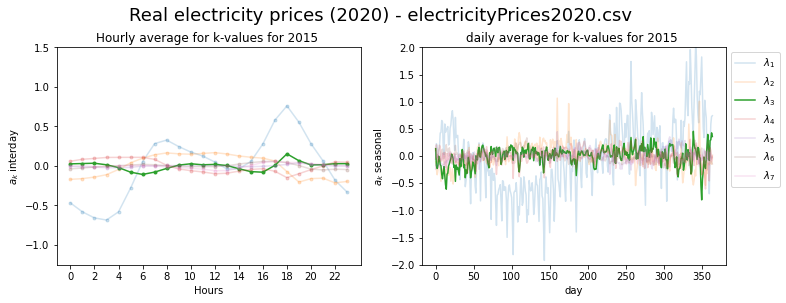 Real electricity prices (2020) - electricityPrices2020.csv
Hourly average for k-values for 2015
daily average for k-values for 2015
1.5
1.0
0.5
0.0
−0.5
−1.0
a_k interday
0 2 4 6 8 10 12 14 16 18 20 22
Hours
2.0
1.5
1.0
0.5
0.0
−0.5
−1.0
−1.5
−2.0
a_k seasonal
0 50 100 150 200 250 300 350
day
λ₁
λ₂
λ₃
λ₄
λ₅
λ₆
λ₇